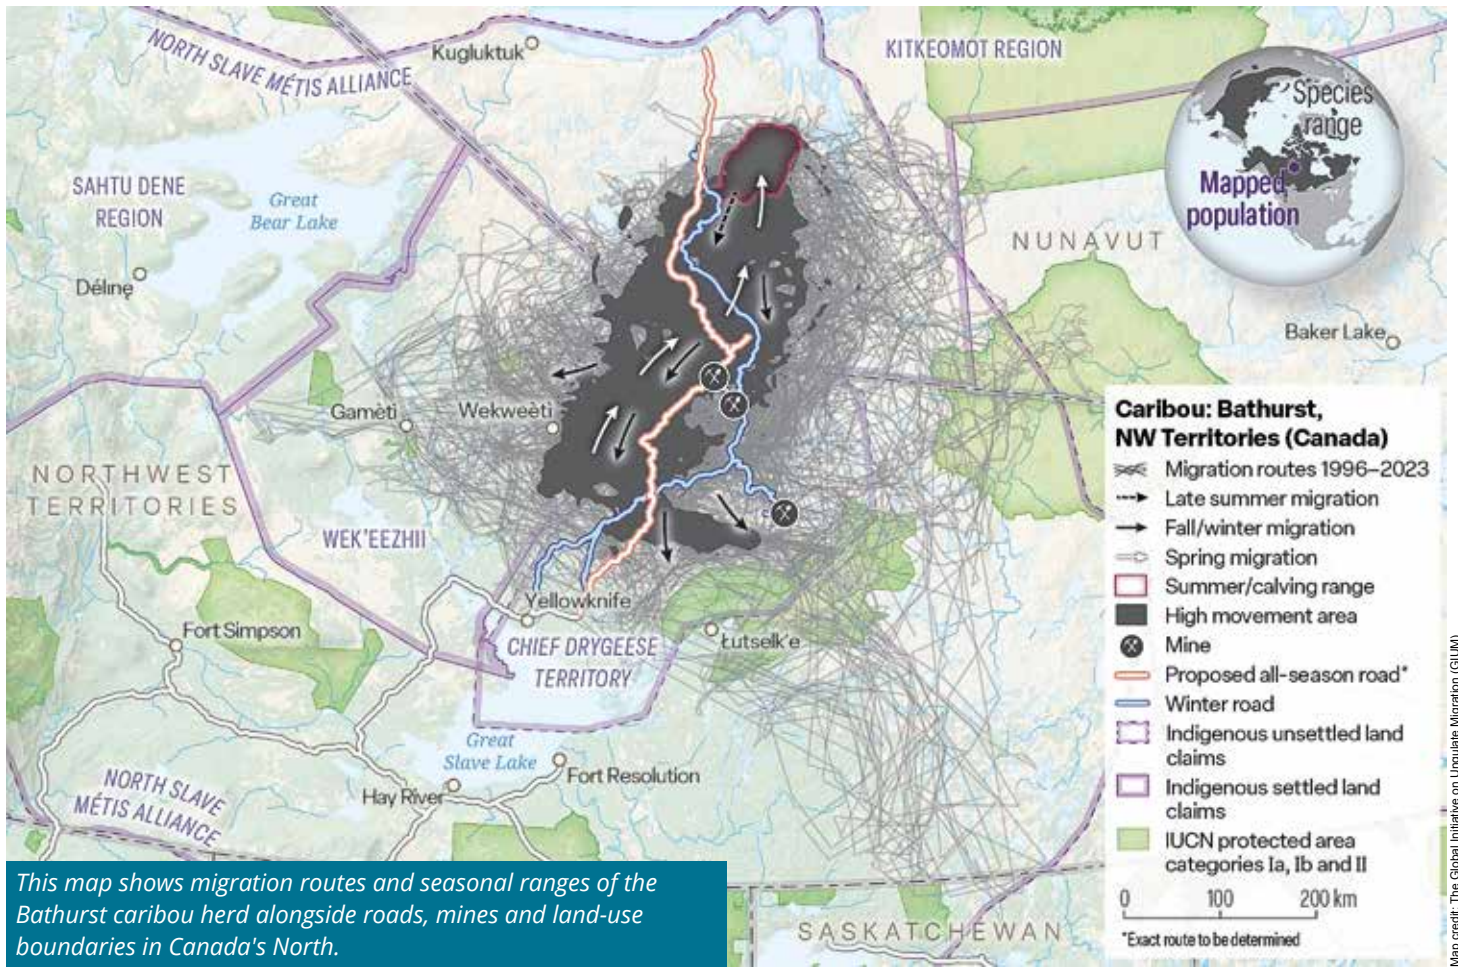 NORTH SLAVE MÉTIS ALLIANCE
Kugluktuk
KITKEOMOT REGION
Species
range
Mapped
population
SAHTU DENE
REGION
Great
Bear Lake
Délınę
NUNAVUT
Baker Lake
Gamètì
Wekweètì
NORTHWEST
TERRITORIES
WEK'EEZHII
Yellowknife
Fort Simpson
CHIEF DRYGEESE
TERRITORY
Łutselk'e
Great
Slave Lake
Fort Resolution
Hay River
NORTH SLAVE
MÉTIS ALLIANCE
SASKATCHEWAN
Caribou: Bathurst,
NW Territories (Canada)
Migration routes 1996–2023
Late summer migration
Fall/winter migration
Spring migration
Summer/calving range
High movement area
Mine
Proposed all-season road*
Winter road
Indigenous unsettled land
claims
Indigenous settled land
claims
IUCN protected area
categories Ia, Ib and II
0 100 200 km
*Exact route to be determined
Map credit: The Global Initiative on Ungulate Migration (GIUM)
This map shows migration routes and seasonal ranges of the
Bathurst caribou herd alongside roads, mines and land-use
boundaries in Canada's North.